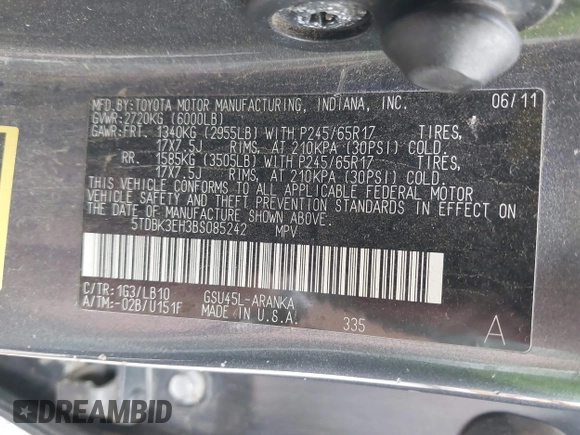 MFD. BY: TOYOTA MOTOR MANUFACTURING, INDIANA, INC. 06/11
GVWR: 2720KG (6000LB)
GAWR: FRT. 1340KG (2955LB) WITH P245/65R17 TIRES,
17X7.5J RIMS, AT 210KPA (30PSI) COLD.
RR. 1585KG (3505LB) WITH P245/65R17 TIRES,
17X7.5J RIMS, AT 210KPA (30PSI) COLD.
THIS VEHICLE CONFORMS TO ALL APPLICABLE FEDERAL MOTOR
VEHICLE SAFETY AND THEFT PREVENTION STANDARDS IN EFFECT ON
THE DATE OF MANUFACTURE SHOWN ABOVE.
5TDBK3EH3BS085242 MPV
C/TR: 1G3/LB10 GSU45L-ARANKA
A/TM: -02B/U151F MADE IN U.S.A. 335 A
DREAMBID